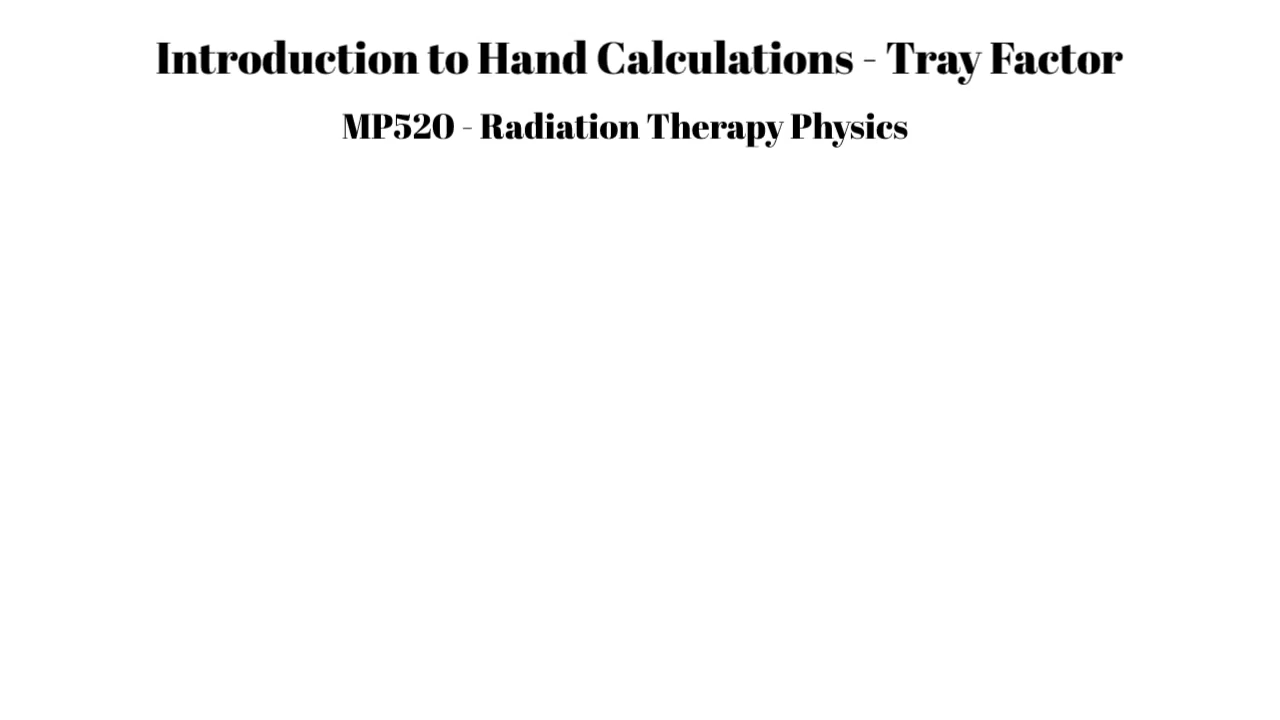 Introduction to Hand Calculations - Tray Factor
MP520 - Radiation Therapy Physics